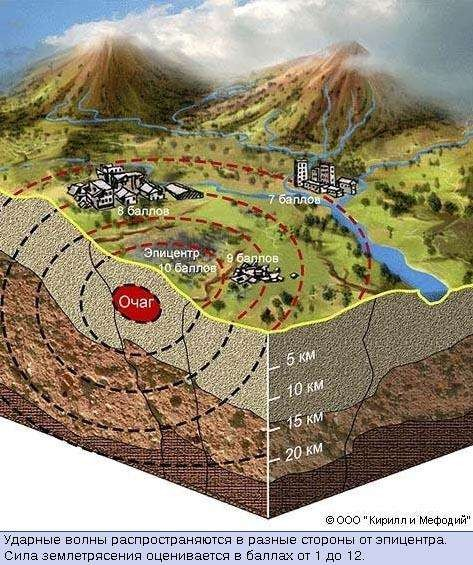 7 баллов
8 баллов
Эпицентр
10 баллов
9 баллов
Очаг
5 км
10 км
15 км
20 км
© ООО "Кирилл и Мефодий"
Ударные волны распространяются в разные стороны от эпицентра.
Сила землетрясения оценивается в баллах от 1 до 12.